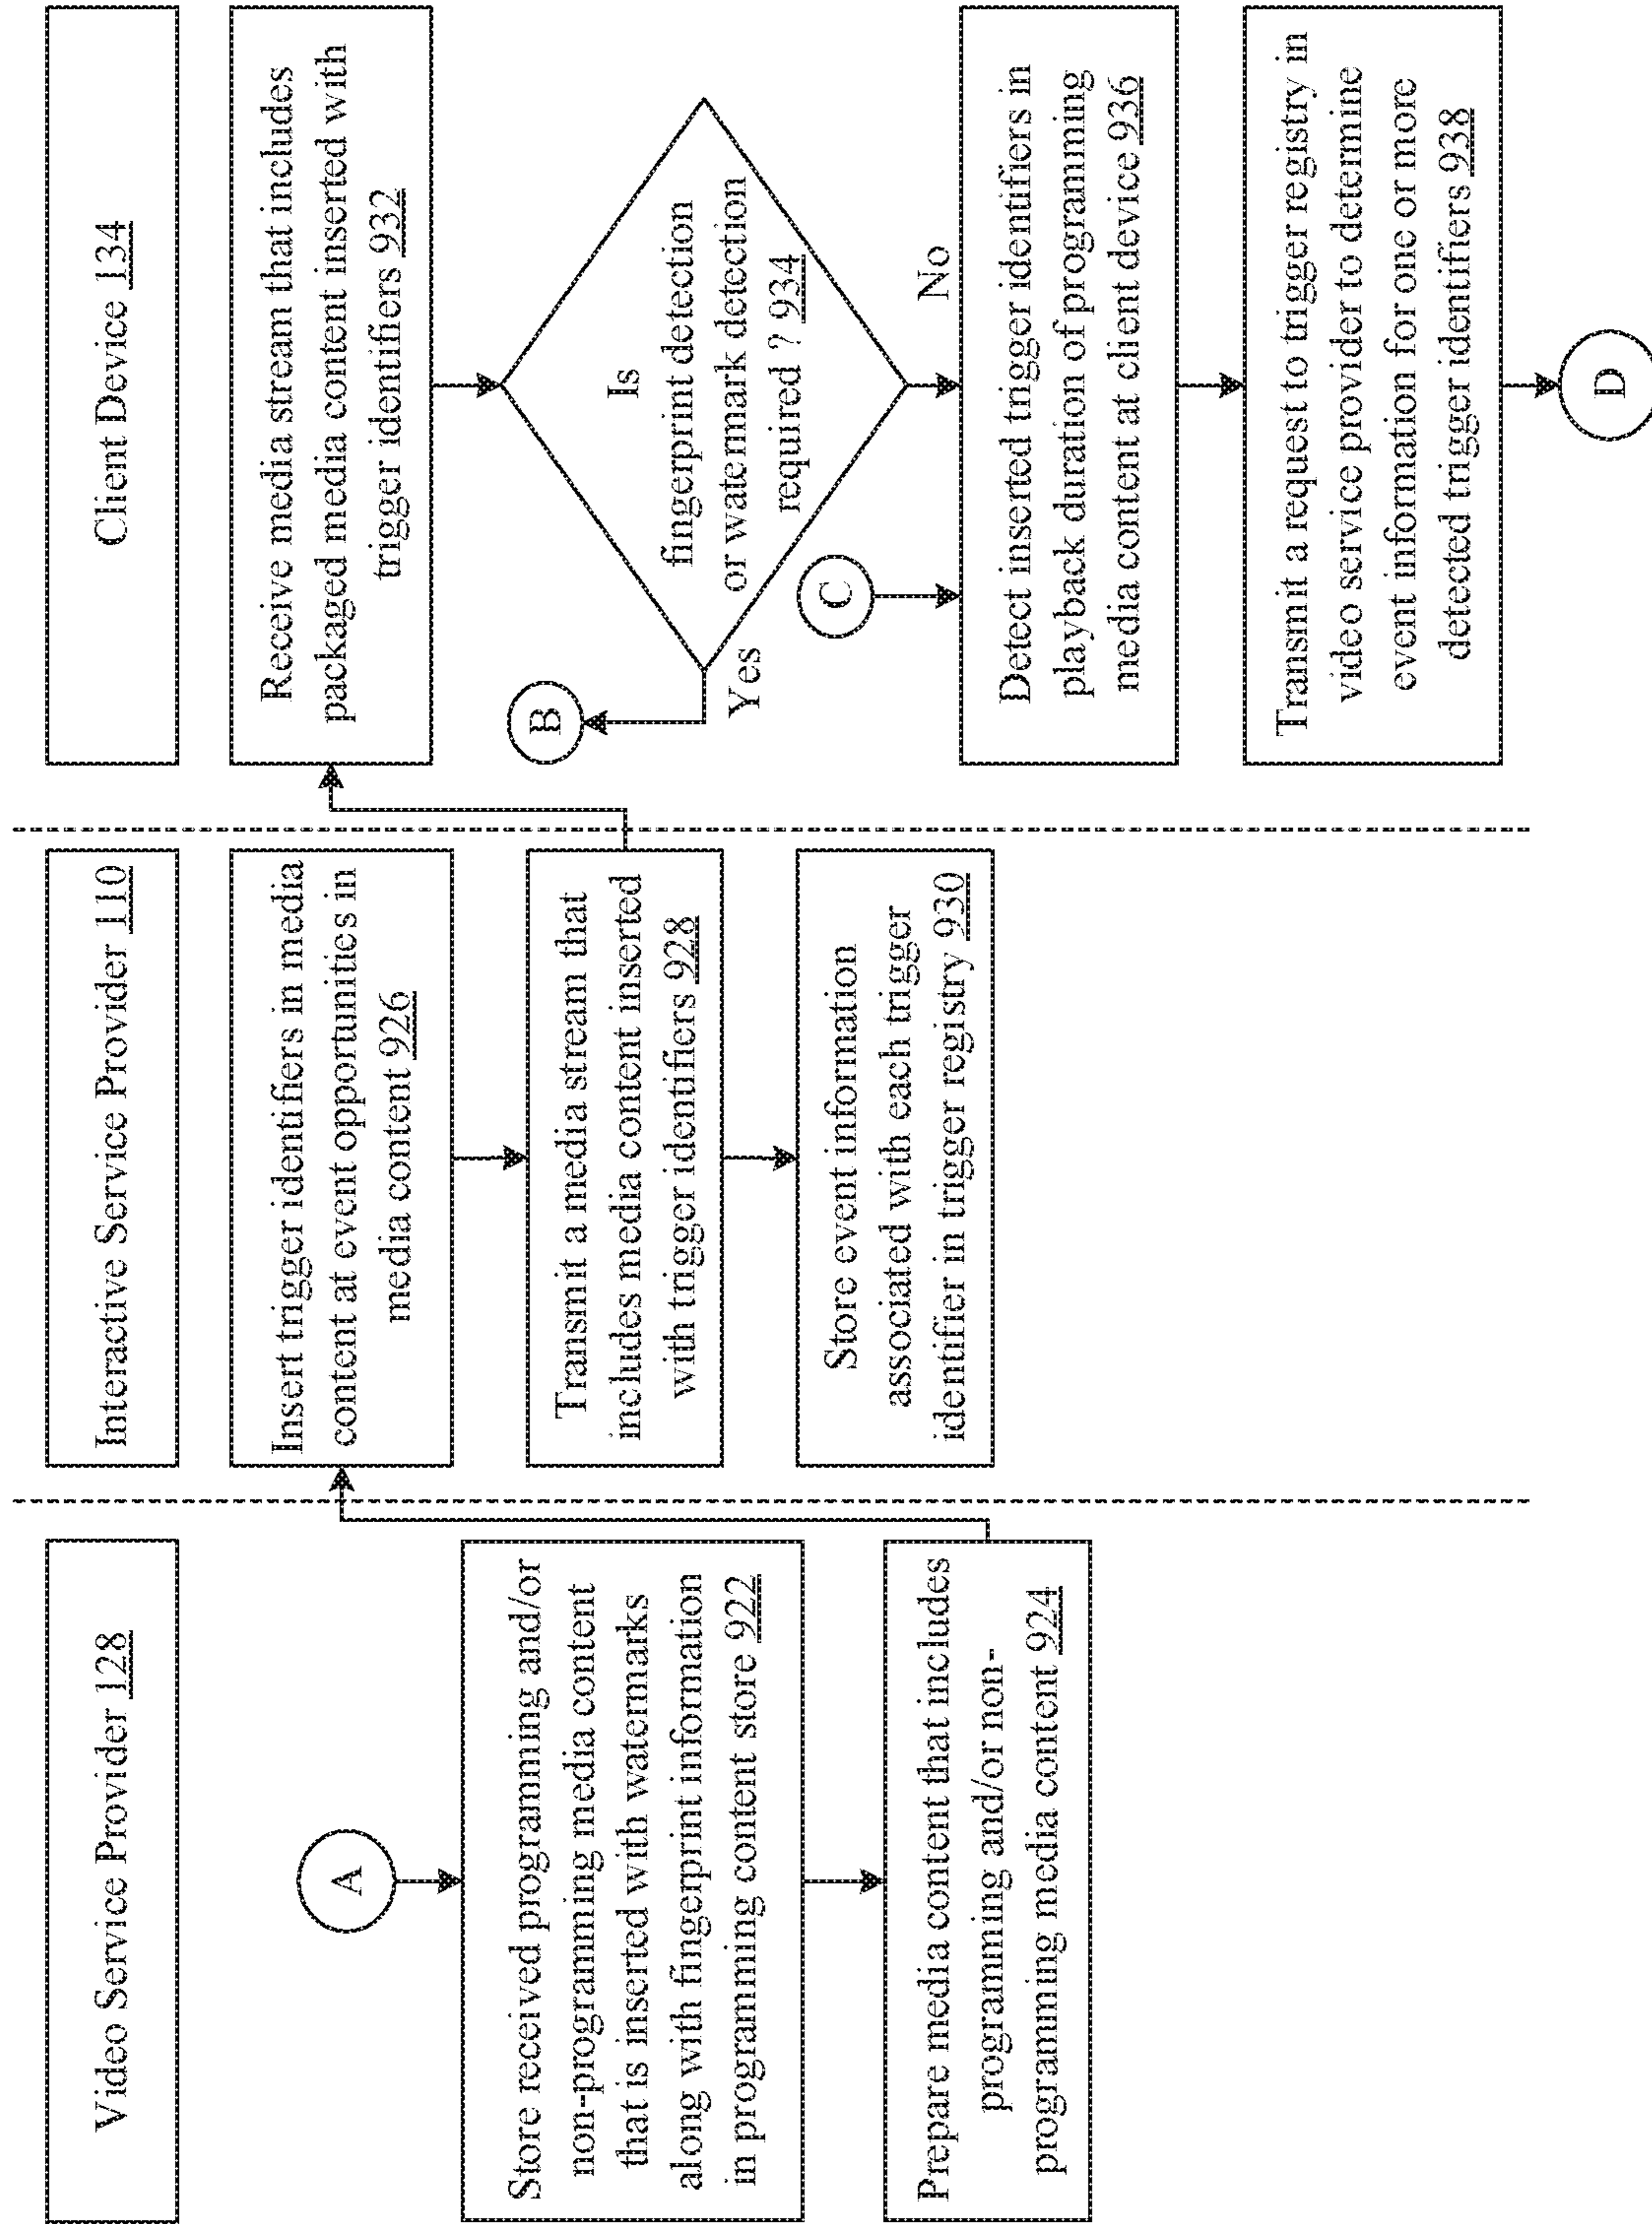 Video Service Provider 128
A
Store received programming and/or
non-programming media content
that is inserted with watermarks
along with fingerprint information
in programming content store 922
Prepare media content that includes
programming and/or non-
programming media content 924
Interactive Service Provider 110
Insert trigger identifiers in media
content at event opportunities in
media content 926
Transmit a media stream that
includes media content inserted
with trigger identifiers 928
Store event information
associated with each trigger
identifier in trigger registry 930
Client Device 134
Receive media stream that includes
packaged media content inserted with
trigger identifiers 932
Is
fingerprint detection
or watermark detection
required ? 934
Yes
B
No
C
Detect inserted trigger identifiers in
playback duration of programming
media content at client device 936
Transmit a request to trigger registry in
video service provider to determine
event information for one or more
detected trigger identifiers 938
D